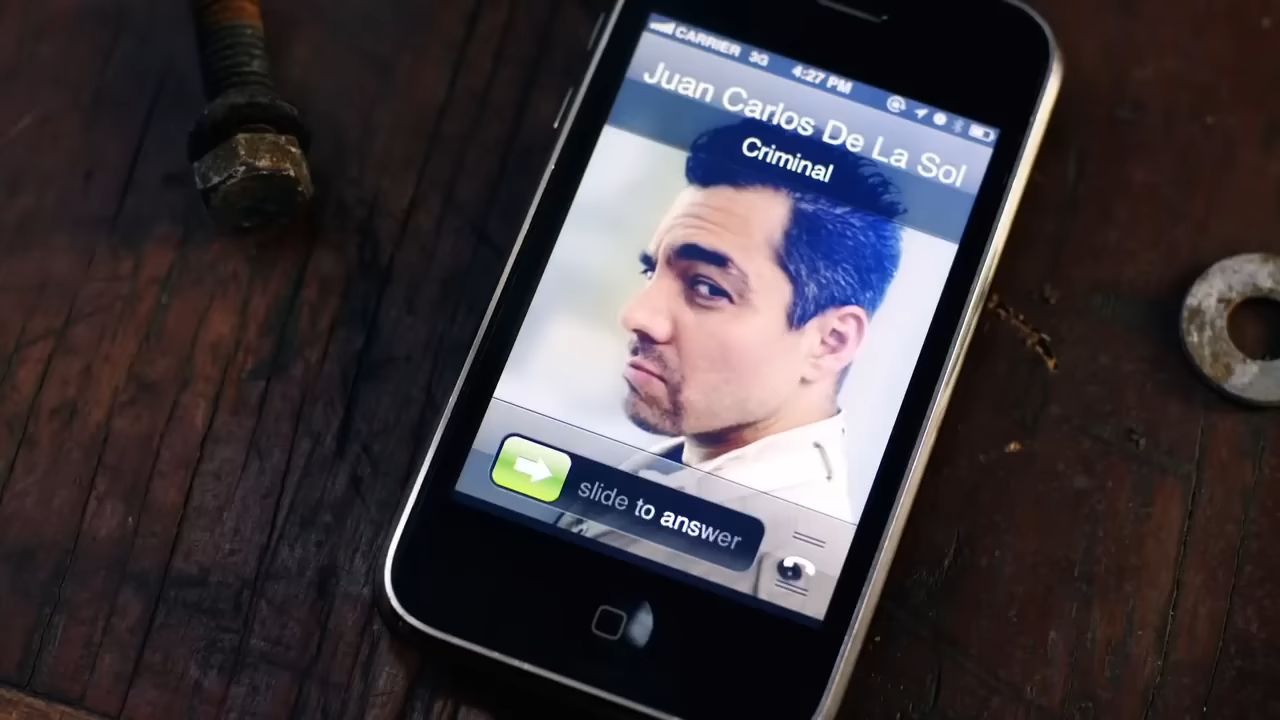 CARRIER 3G 4:27 PM
Juan Carlos De La Sol
Criminal
slide to answer